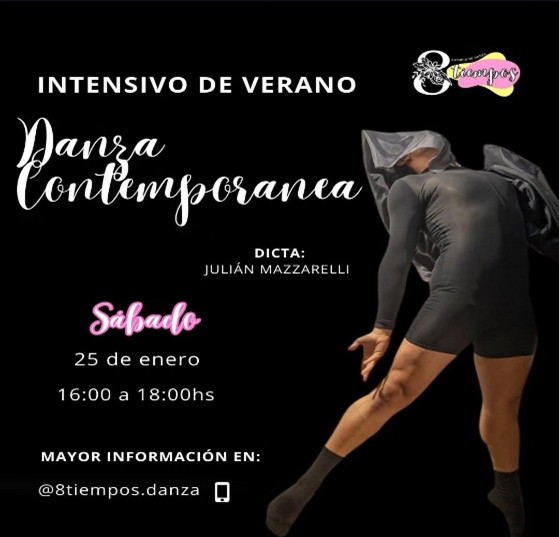 INTENSIVO DE VERANO
8 tiempos
Danza
Contemporanea
DICTA:
JULIÁN MAZZARELLI
Sábado
25 de enero
16:00 a 18:00hs
MAYOR INFORMACIÓN EN:
@8tiempos.danza